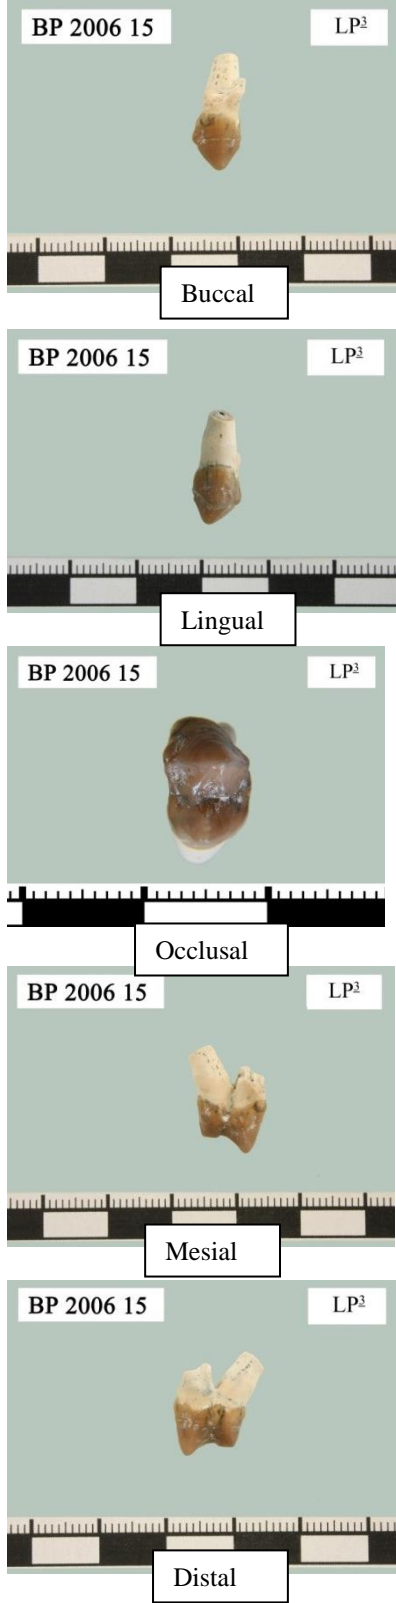 BP 2006 15
LP3
Buccal
BP 2006 15
LP3
Lingual
BP 2006 15
LP3
Occlusal
BP 2006 15
LP3
Mesial
BP 2006 15
LP3
Distal